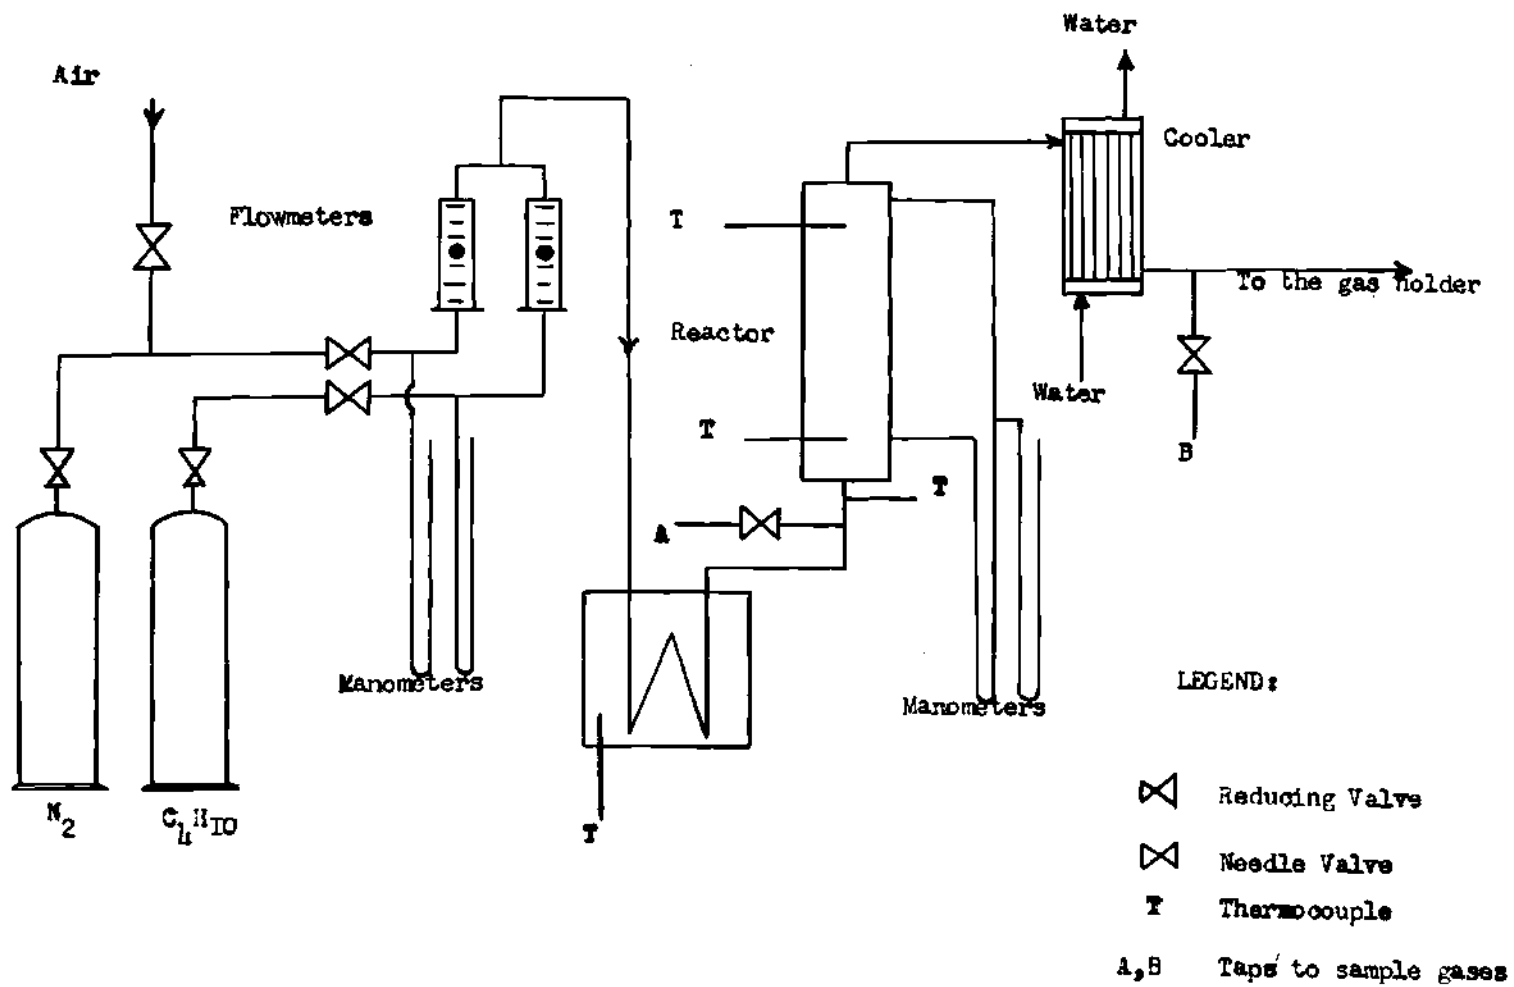 Water
Air
Cooler
Flowmeters
T
To the gas holder
Reactor
Water
T
B
T
A
Manometers
LEGEND:
Manometers
N2
C4H10
T
Reducing Valve
Needle Valve
T Thermocouple
A,B Taps to sample gases